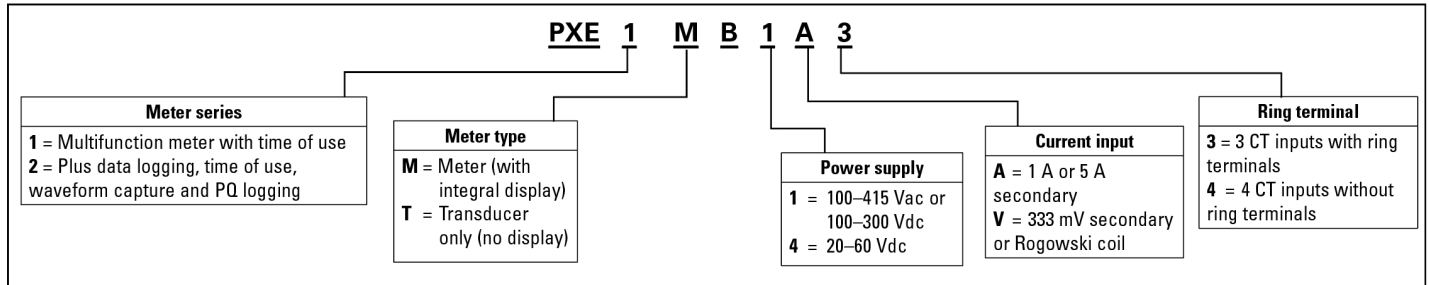 PXE 1 M B 1 A 3
Meter series
1 = Multifunction meter with time of use
2 = Plus data logging, time of use,
waveform capture and PQ logging
Meter type
M = Meter (with
integral display)
T = Transducer
only (no display)
Power supply
1 = 100–415 Vac or
100–300 Vdc
4 = 20–60 Vdc
Current input
A = 1 A or 5 A
secondary
V = 333 mV secondary
or Rogowski coil
Ring terminal
3 = 3 CT inputs with ring
terminals
4 = 4 CT inputs without
ring terminals